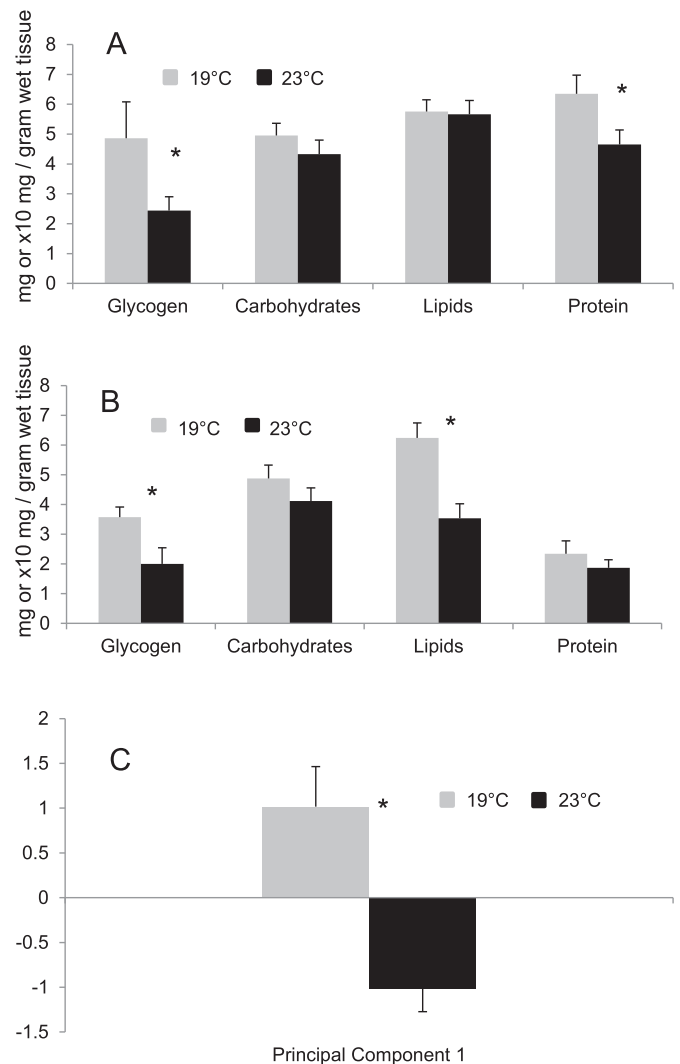 A
mg or x10 mg / gram wet tissue
8
7
6
5
4
3
2
1
0
19°C 23°C
*
*
Glycogen Carbohydrates Lipids Protein
B
mg or x10 mg / gram wet tissue
8
7
6
5
4
3
2
1
0
19°C 23°C
*
*
Glycogen Carbohydrates Lipids Protein
C
2
1.5
1
0.5
0
-0.5
-1
-1.5
*
19°C 23°C
Principal Component 1